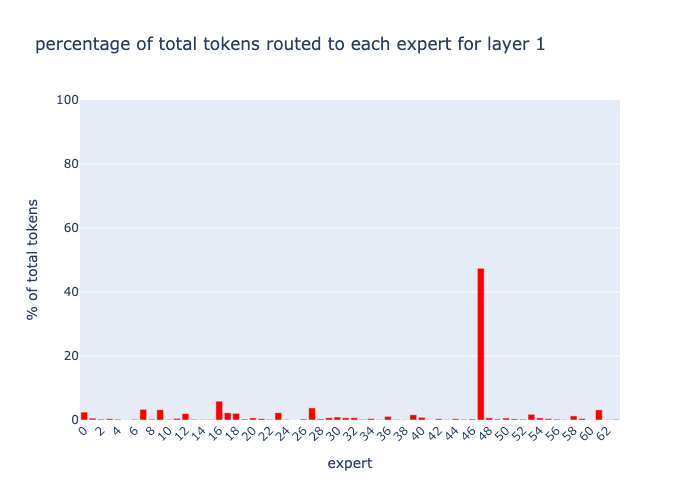 percentage of total tokens routed to each expert for layer 1
% of total tokens
100
80
60
40
20
0
0 2 4 6 8 10 12 14 16 18 20 22 24 26 28 30 32 34 36 38 40 42 44 46 48 50 52 54 56 58 60 62
expert